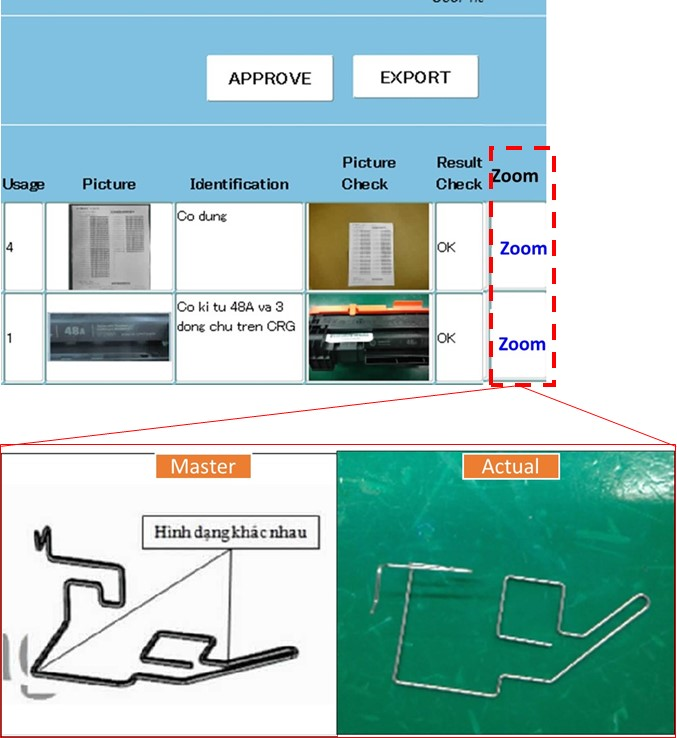 APPROVE
EXPORT
Usage
Picture
Identification
Picture
Check
Result
Check
Zoom
4
Co dung
OK
Zoom
1
48A
Co ki tu 48A va 3
dong chu tren CRG
OK
Zoom
Master
Actual
Hình dạng khác nhau